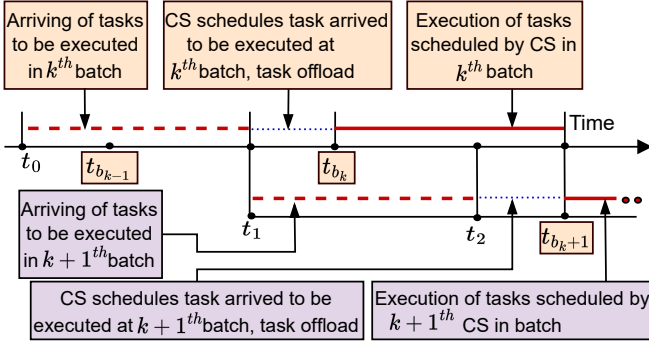 Arriving of tasks
to be executed
in k^{th} batch
CS schedules task arrived
to be executed at
k^{th} batch, task offload
Execution of tasks
scheduled by CS in
k^{th} batch
Time
t_0
t_{b_{k-1}}
t_{b_k}
Arriving of tasks
to be executed
in k + 1^{th} batch
t_1
t_2
t_{b_{k+1}}
CS schedules task arrived to be
executed at k + 1^{th} batch, task offload
Execution of tasks scheduled by
k + 1^{th} CS in batch